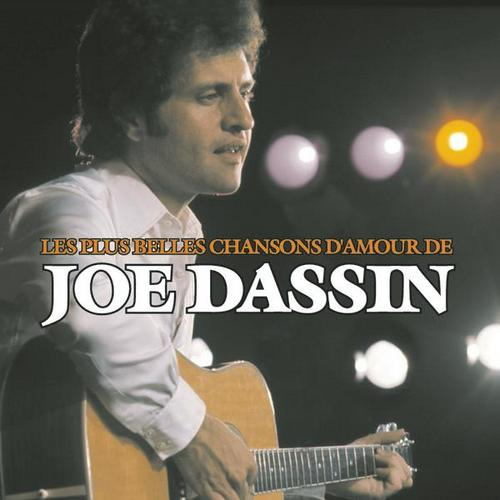 LES PLUS BELLES CHANSONS D'AMOUR DE
JOE DASSIN